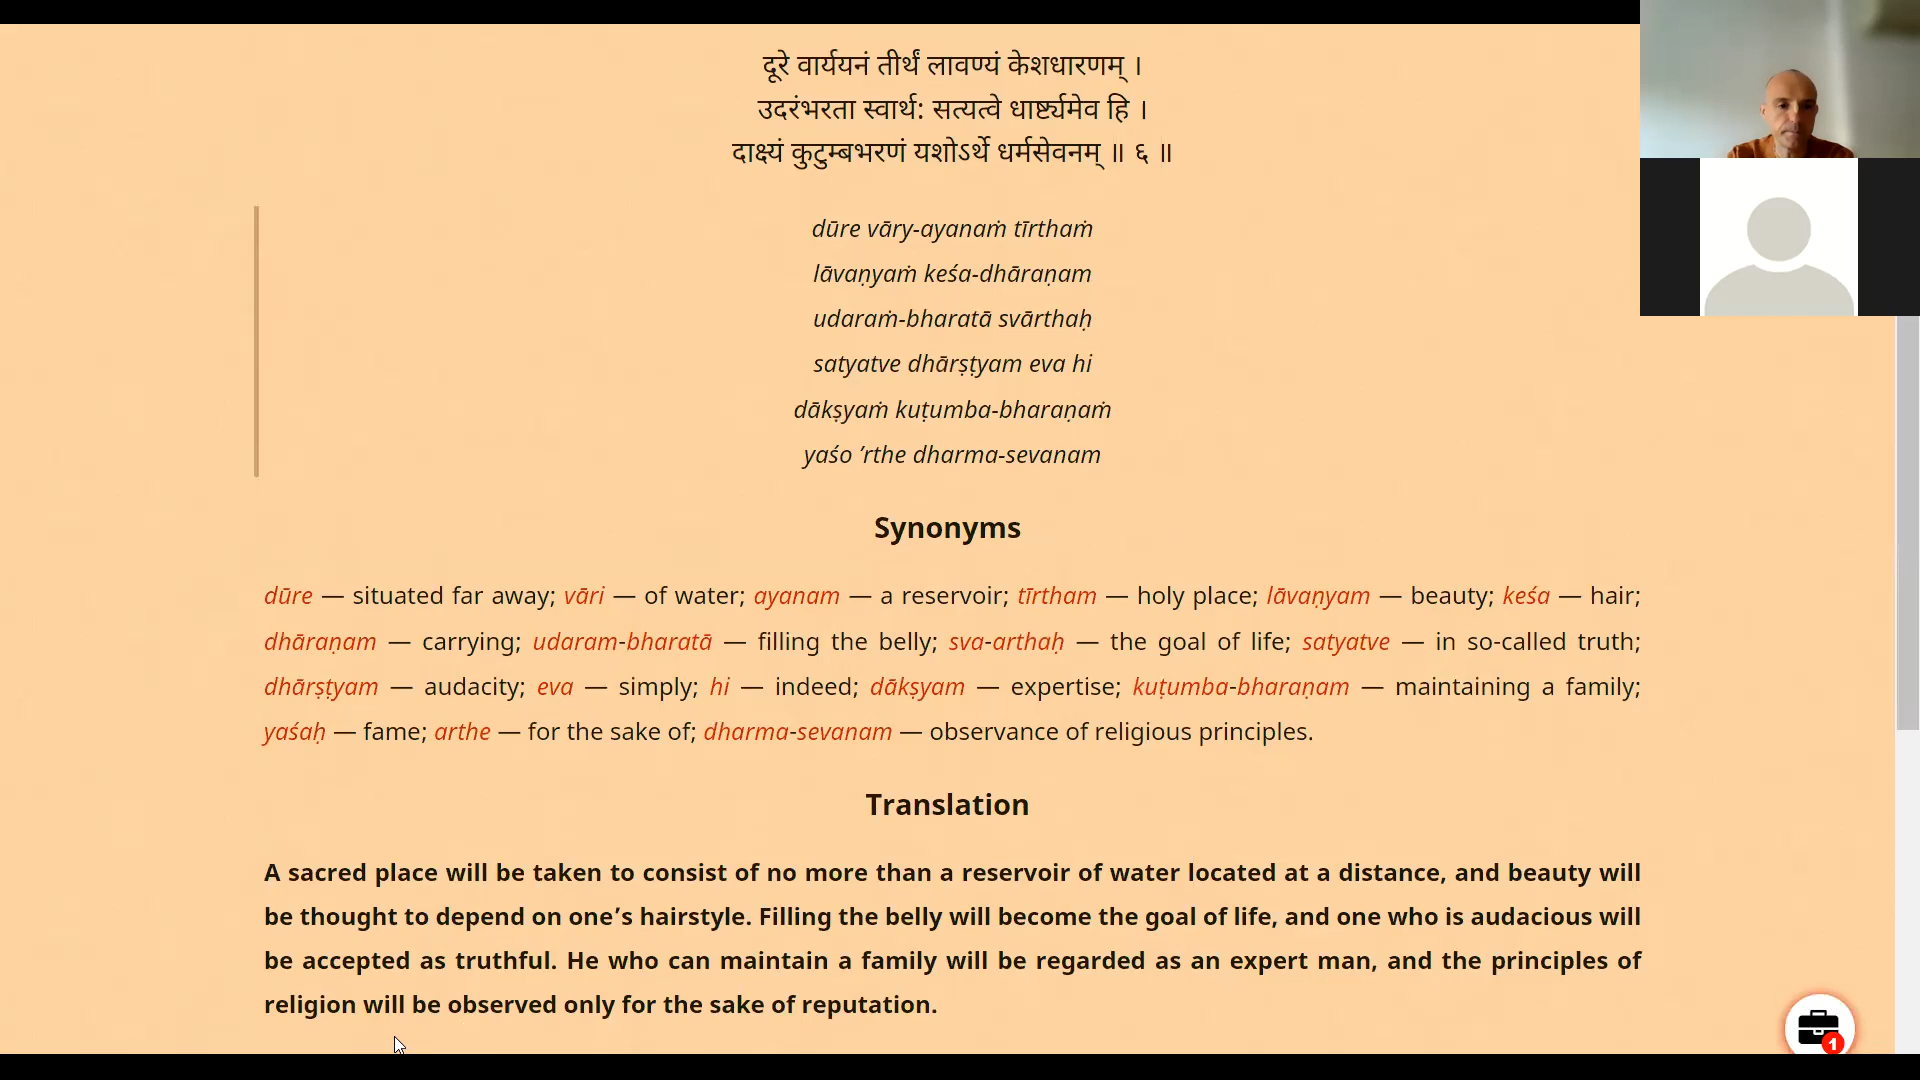 दूरे वार्ययनं तीर्थं लावण्यं केशधारणम् ।
उदरंभरता स्वार्थ: सत्यत्वे धार्ष्‍ट्यमेव हि ।
दाक्ष्यं कुटुम्बभरणं यशोऽर्थे धर्मसेवनम् ॥ ६ ॥
dūre vāry-ayanaṁ tīrthaṁ
lāvaṇyaṁ keśa-dhāraṇam
udaraṁ-bharatā svārthaḥ
satyatve dhārṣṭyam eva hi
dākṣyaṁ kuṭumba-bharaṇaṁ
yaśo ’rthe dharma-sevanam
Synonyms
dūre — situated far away; vāri — of water; ayanam — a reservoir; tīrtham — holy place; lāvaṇyam — beauty; keśa — hair;
dhāraṇam — carrying; udaram-bharatā — filling the belly; sva-arthaḥ — the goal of life; satyatve — in so-called truth;
dhārṣṭyam — audacity; eva — simply; hi — indeed; dākṣyam — expertise; kuṭumba-bharaṇam — maintaining a family;
yaśaḥ — fame; arthe — for the sake of; dharma-sevanam — observance of religious principles.
Translation
A sacred place will be taken to consist of no more than a reservoir of water located at a distance, and beauty will
be thought to depend on one’s hairstyle. Filling the belly will become the goal of life, and one who is audacious will
be accepted as truthful. He who can maintain a family will be regarded as an expert man, and the principles of
religion will be observed only for the sake of reputation.
1